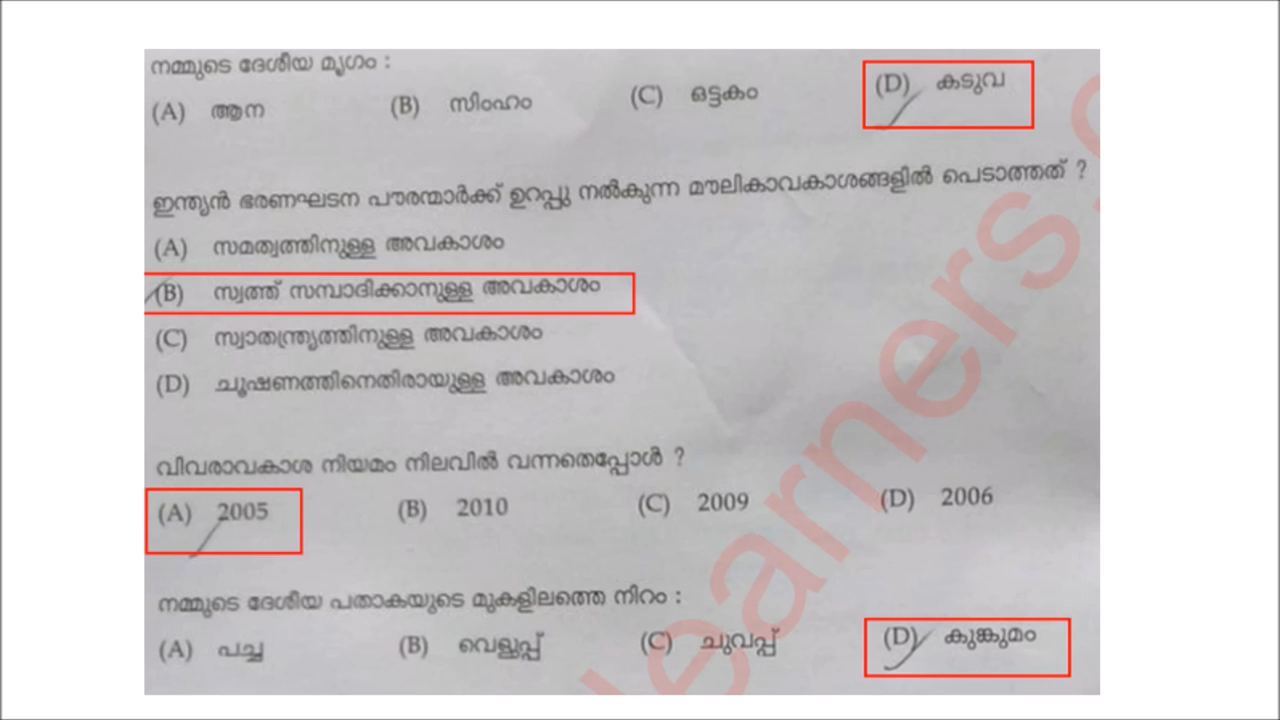 നമ്മുടെ ദേശീയ മൃഗം :
(A) ആന (B) സിംഹം (C) ഒട്ടകം (D) കടുവ
ഇന്ത്യൻ ഭരണഘടന പൗരന്മാർക്ക് ഉറപ്പു നൽകുന്ന മൗലികാവകാശങ്ങളിൽ പെടാത്തത് ?
(A) സമത്വത്തിനുള്ള അവകാശം
(B) സ്വത്ത് സമ്പാദിക്കാനുള്ള അവകാശം
(C) സ്വാതന്ത്ര്യത്തിനുള്ള അവകാശം
(D) ചൂഷണത്തിനെതിരായുള്ള അവകാശം
വിവരാവകാശ നിയമം നിലവിൽ വന്നതെപ്പോൾ ?
(A) 2005 (B) 2010 (C) 2009 (D) 2006
നമ്മുടെ ദേശീയ പതാകയുടെ മുകളിലത്തെ നിറം :
(A) പച്ച (B) വെളുപ്പ് (C) ചുവപ്പ് (D) കുങ്കുമം
learners.c